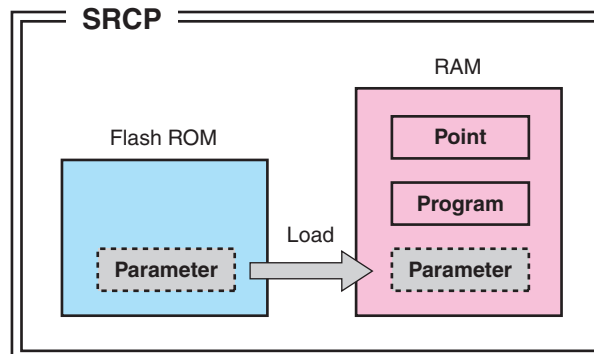 SRCP
RAM
Flash ROM
Point
Program
Load
Parameter
Parameter